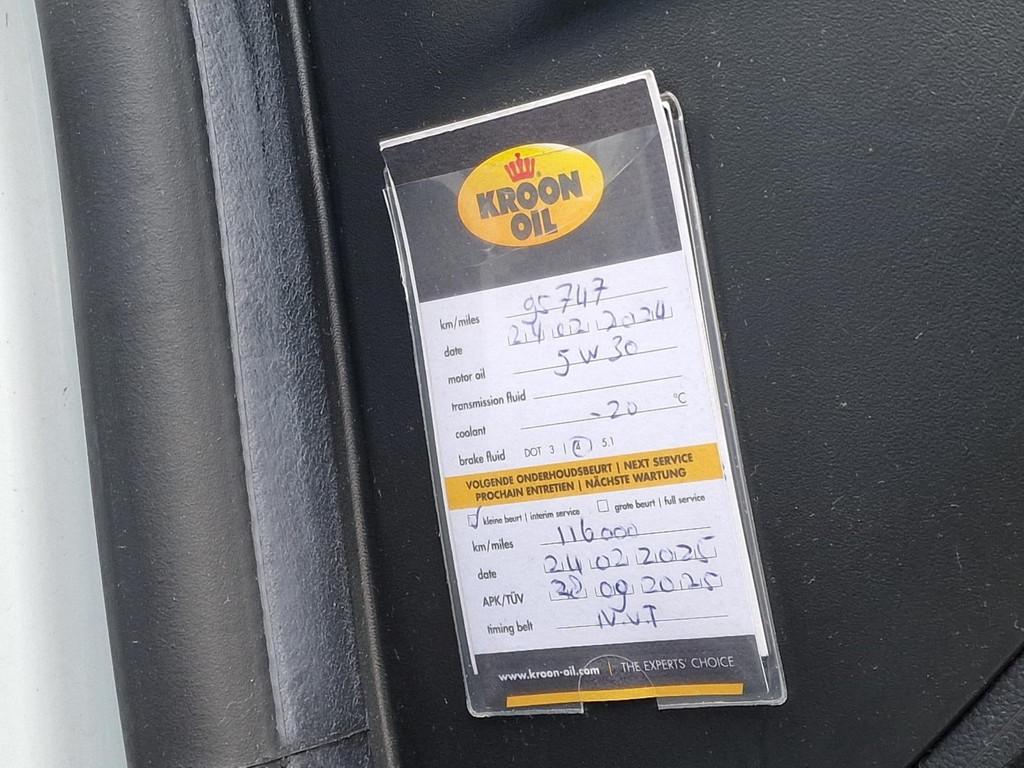 KROON
OIL
km/miles 95747
date 24 02 2024
motor oil 5W30
transmission fluid
coolant -20 °C
brake fluid DOT 3 | 4 | 5.1
VOLGENDE ONDERHOUDSBEURT | NEXT SERVICE
PROCHAIN ENTRETIEN | NÄCHSTE WARTUNG
kleine beurt | interim service grote beurt | full service
km/miles 116000
date 24 02 2025
APK/TÜV 09 2025
timing belt N.V.T
www.kroon-oil.com | THE EXPERTS' CHOICE